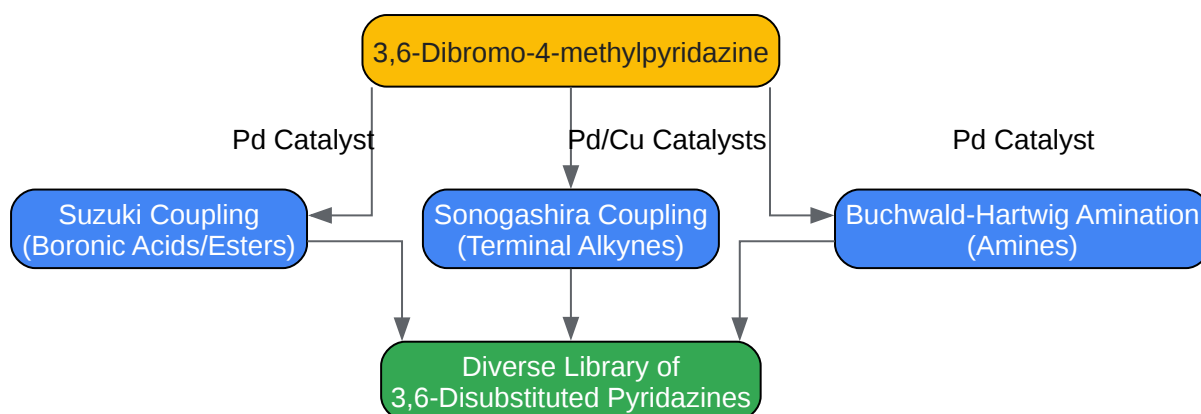 3,6-Dibromo-4-methylpyridazine
Pd Catalyst
Pd/Cu Catalysts
Pd Catalyst
Suzuki Coupling
(Boronic Acids/Esters)
Sonogashira Coupling
(Terminal Alkynes)
Buchwald-Hartwig Amination
(Amines)
Diverse Library of
3,6-Disubstituted Pyridazines